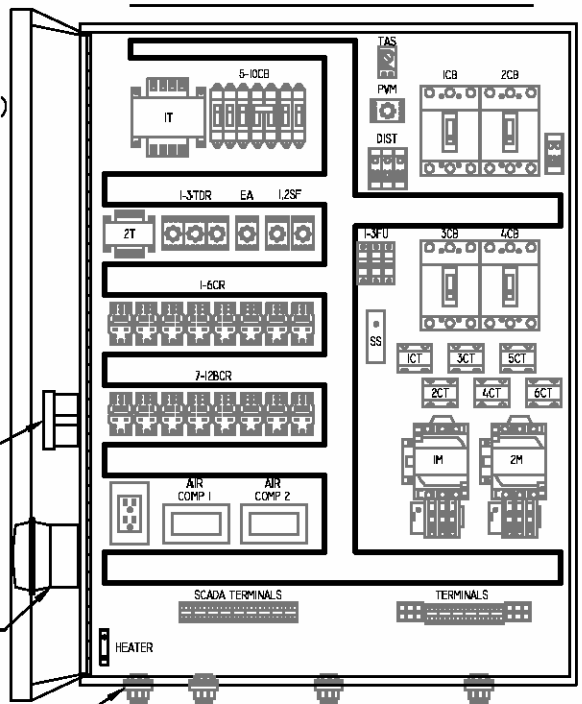 TAS
5-10CB
1CB 2CB
PVM
1T
DIST
1-3TDR EA 1,2SF
2T
1-3FU 3CB 4CB
1-6CR
SS
1CT 3CT 5CT
7-12BCR
2CT 4CT 6CT
1M 2M
AIR COMP 1
AIR COMP 2
SCADA TERMINALS
TERMINALS
HEATER